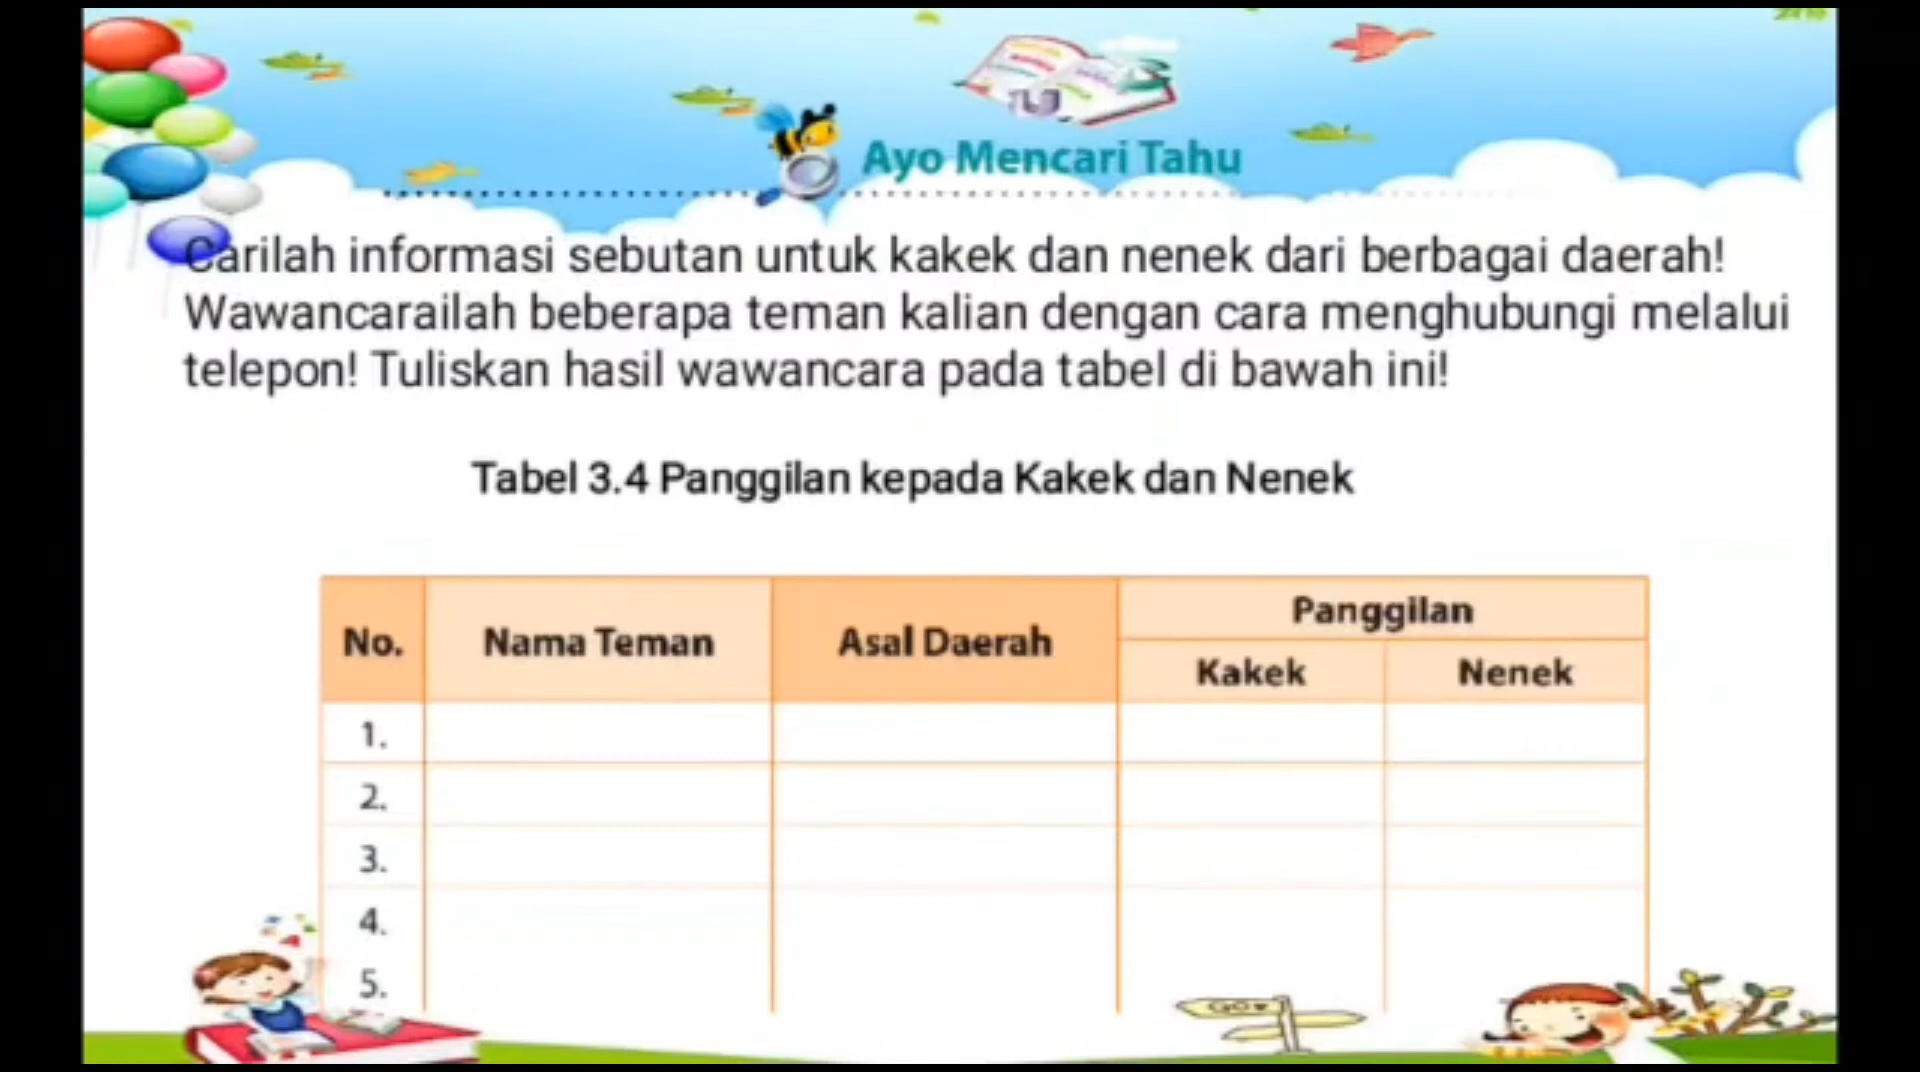 Ayo Mencari Tahu
Carilah informasi sebutan untuk kakek dan nenek dari berbagai daerah!
Wawancarailah beberapa teman kalian dengan cara menghubungi melalui
telepon! Tuliskan hasil wawancara pada tabel di bawah ini!
Tabel 3.4 Panggilan kepada Kakek dan Nenek
No. Nama Teman Asal Daerah Panggilan
Kakek Nenek
1.
2.
3.
4.
5.